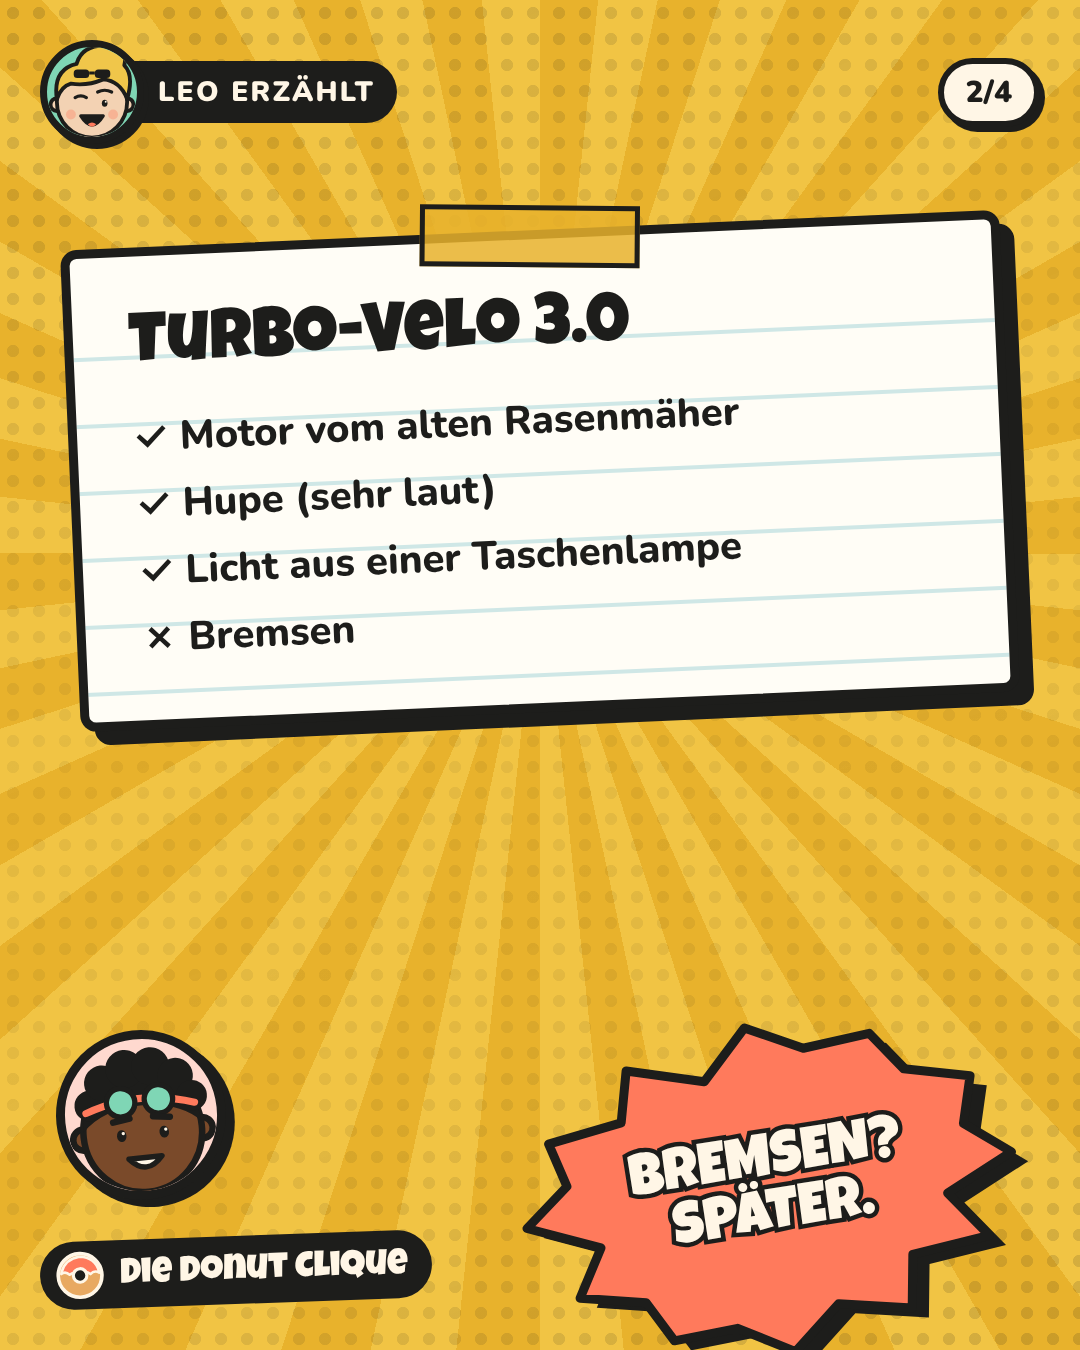 LEO ERZÄHLT
2/4
TURBO-VELO 3.0
✓ Motor vom alten Rasenmäher
✓ Hupe (sehr laut)
✓ Licht aus einer Taschenlampe
✕ Bremsen
BREMSEN?
SPÄTER.
DIE DONUT CLIQUE